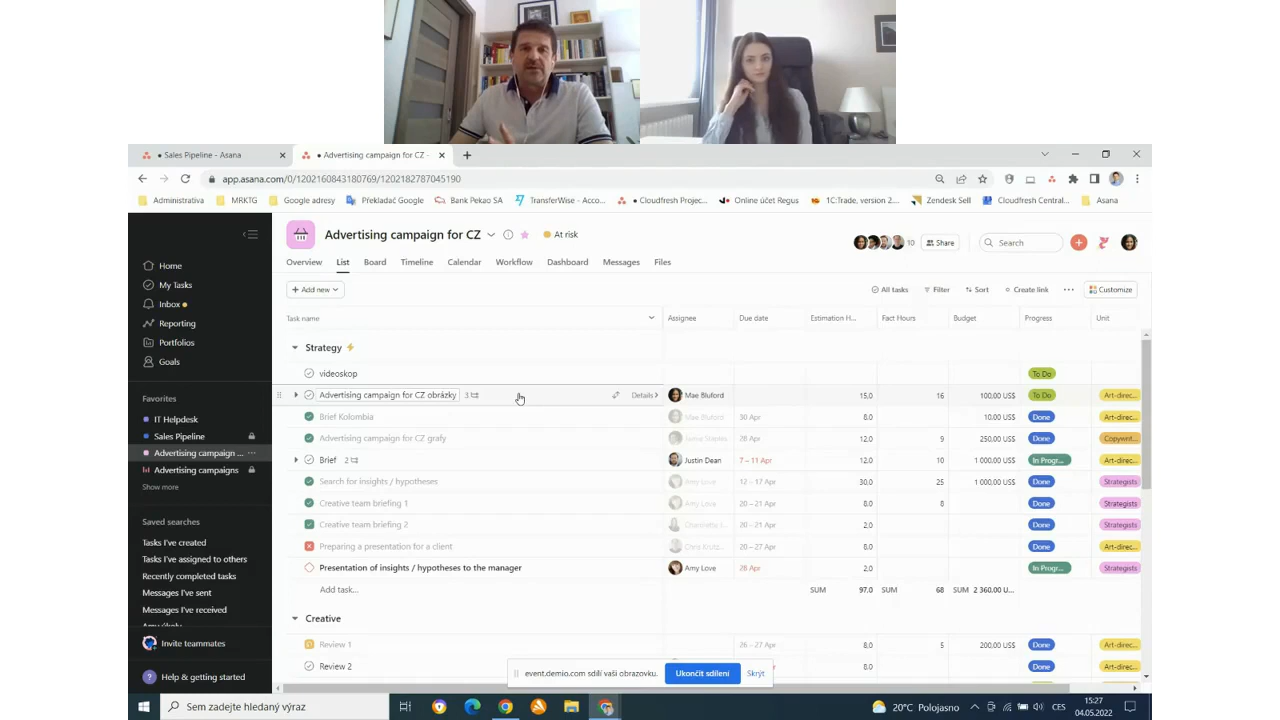 Sales Pipeline - Asana
Advertising campaign for CZ -
app.asana.com/0/1202160843180769/1202182787045190
Administrativa MRKTG Google adresy Překladač Google Bank Pekao SA TransferWise - Acco... Cloudfresh Projec... Online účet Regus 1C:Trade, version 2.... Zendesk Sell Cloudfresh Central... Asana
Advertising campaign for CZ At risk
10 Share Search
Overview List Board Timeline Calendar Workflow Dashboard Messages Files
+ Add new All tasks Filter Sort Create link Customize
Home
My Tasks
Inbox
Reporting
Portfolios
Goals
Favorites
IT Helpdesk
Sales Pipeline
Advertising campaign ...
Advertising campaigns
Show more
Saved searches
Tasks I've created
Tasks I've assigned to others
Recently completed tasks
Messages I've sent
Messages I've received
Invite teammates
Help & getting started
Task name Assignee Due date Estimation H... Fact Hours Budget Progress Unit
Strategy
videoskop To Do
Advertising campaign for CZ obrázky 3 Details Mae Bluford 15,0 16 100,00 US$ To Do Art-direc...
Brief Kolombia Mae Bluford 30 Apr 8,0 10,00 US$ Done Art-direc...
Advertising campaign for CZ grafy 28 Apr 12,0 9 250,00 US$ Done Copywrit...
Brief 2 Justin Dean 7 – 11 Apr 12,0 10 1 000,00 US$ In Progr... Art-direc...
Search for insights / hypotheses Amy Love 12 – 17 Apr 30,0 25 1 000,00 US$ Done Strategists
Creative team briefing 1 Amy Love 20 – 21 Apr 8,0 8 Done Strategists
Creative team briefing 2 20 – 21 Apr 2,0 Done Strategists
Preparing a presentation for a client 20 – 27 Apr 8,0 Done Art-direc...
Presentation of insights / hypotheses to the manager Amy Love 28 Apr 2,0 In Progr... Strategists
Add task... SUM 97,0 SUM 68 SUM 2 360,00 U...
Creative
Review 1 26 – 27 Apr 8,0 5 200,00 US$ Done Art-direc...
Review 2 8,0 Done Art-direc...
event.demio.com sdílí vaši obrazovku. Ukončit sdílení Skrýt
Sem zadejte hledaný výraz
20°C Polojasno CES 15:27
04.05.2022